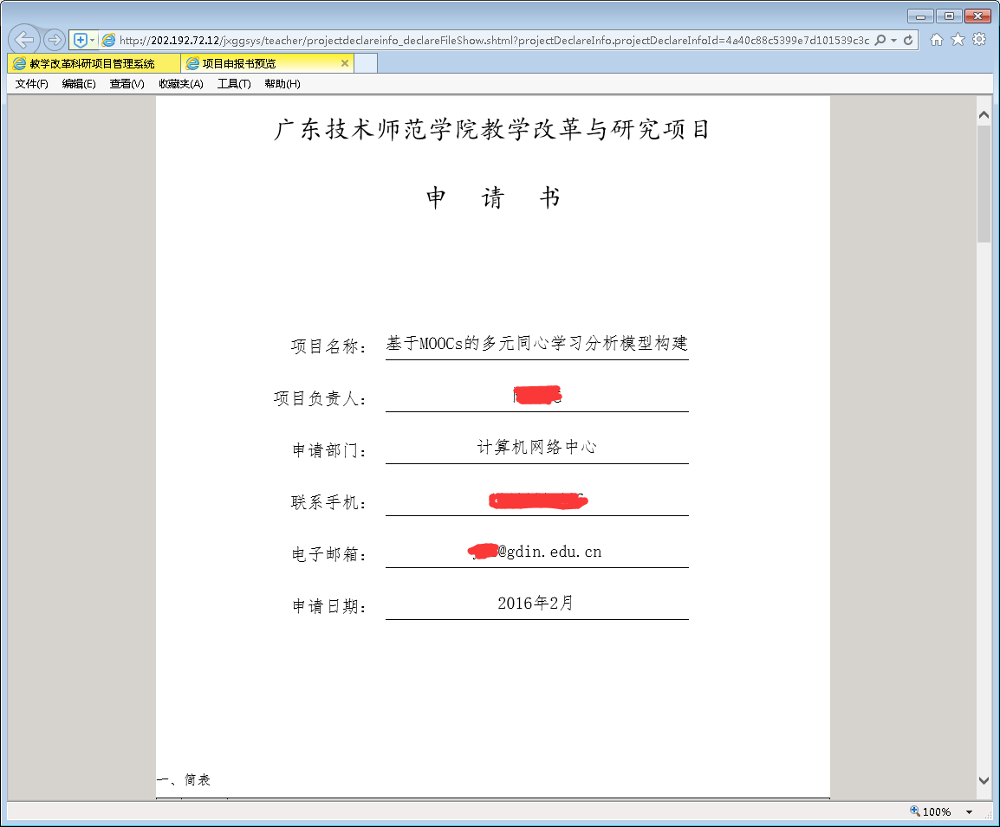 http://202.192.72.12/jxggsys/teacher/projectdeclareinfo_declareFileShow.shtml?projectDeclareInfo.projectDeclareInfoId=4a40c88c5399e7d101539c3c
教学改革科研项目管理系统 项目申报书预览
文件(F) 编辑(E) 查看(V) 收藏夹(A) 工具(T) 帮助(H)
广东技术师范学院教学改革与研究项目
申 请 书
项目名称： 基于MOOCs的多元同心学习分析模型构建
项目负责人：
申请部门： 计算机网络中心
联系手机：
电子邮箱： @gdin.edu.cn
申请日期： 2016年2月
一、简表
100%